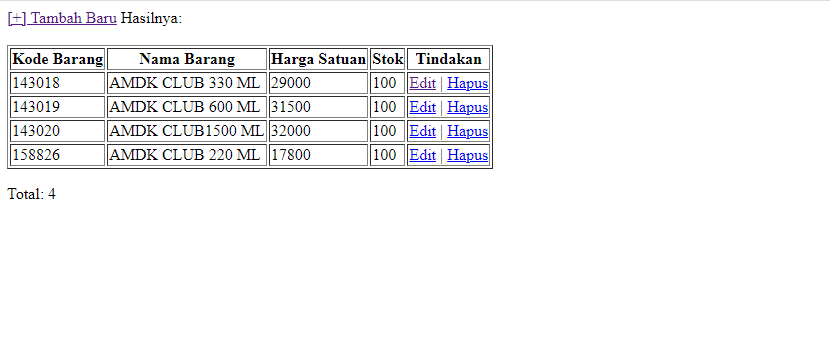 [+] Tambah Baru Hasilnya:
Kode Barang Nama Barang Harga Satuan Stok Tindakan
143018 AMDK CLUB 330 ML 29000 100 Edit | Hapus
143019 AMDK CLUB 600 ML 31500 100 Edit | Hapus
143020 AMDK CLUB1500 ML 32000 100 Edit | Hapus
158826 AMDK CLUB 220 ML 17800 100 Edit | Hapus
Total: 4